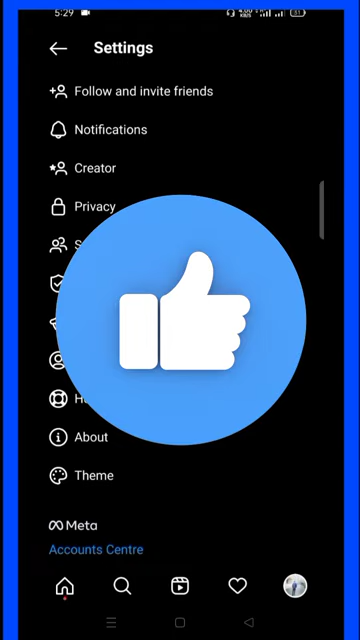 5:29
Settings
Follow and invite friends
Notifications
Creator
Privacy
About
Theme
Meta
Accounts Centre